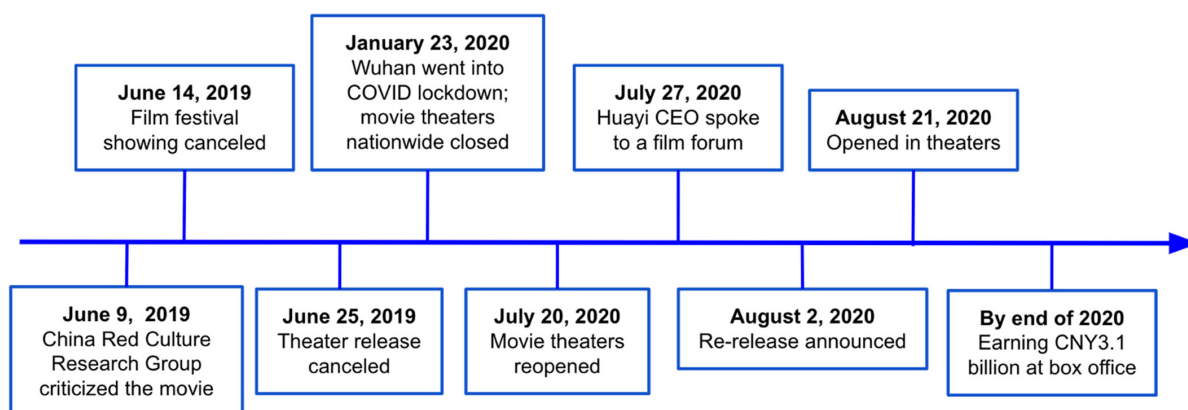 January 23, 2020
Wuhan went into
COVID lockdown;
movie theaters
nationwide closed
June 14, 2019
Film festival
showing canceled
July 27, 2020
Huayi CEO spoke
to a film forum
August 21, 2020
Opened in theaters
June 9, 2019
China Red Culture
Research Group
criticized the movie
June 25, 2019
Theater release
canceled
July 20, 2020
Movie theaters
reopened
August 2, 2020
Re-release announced
By end of 2020
Earning CNY3.1
billion at box office